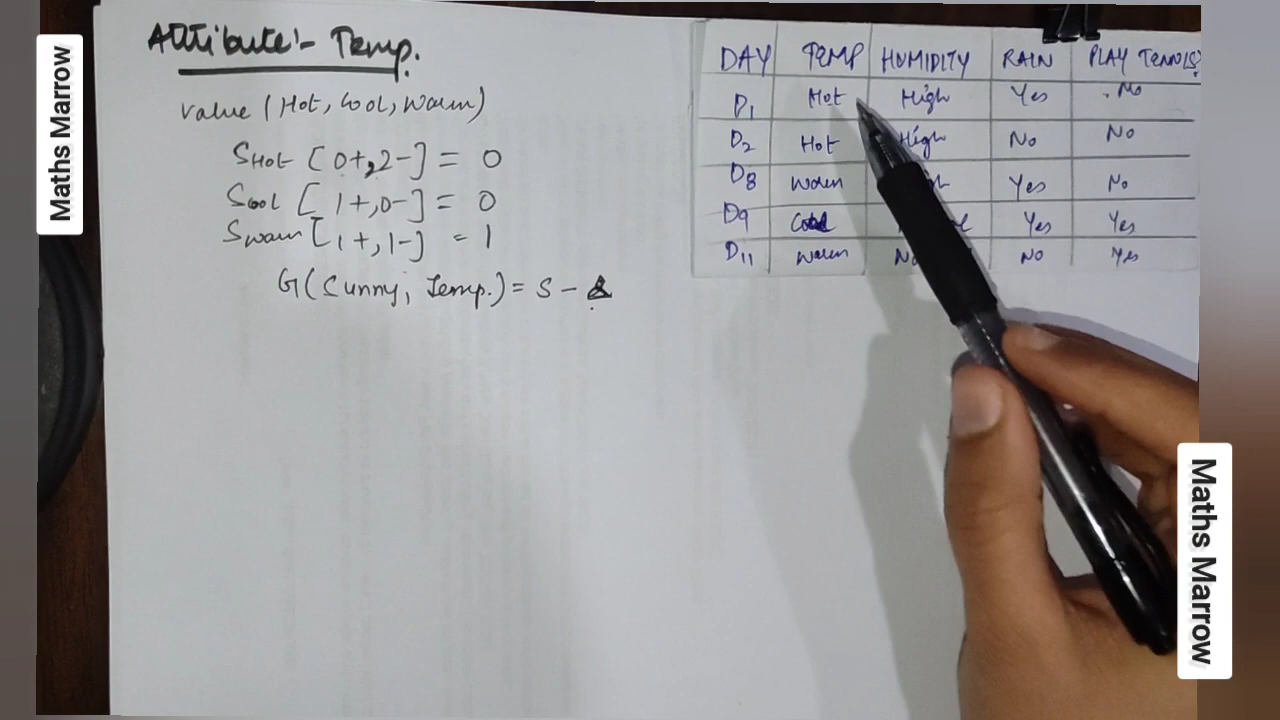 Attribute:- Temp.
Value (Hot, Cool, Warm)
SHot [0+, 2-] = 0
SCool [1+, 0-] = 0
SWarm [1+, 1-] = 1
G(Sunny, Temp.) = S -
DAY TEMP HUMIDITY RAIN PLAY TENNIS?
D1 Hot High Yes No
D2 Hot High No No
D8 Warm Yes No
D9 Cool Yes Yes
D11 Warm No Yes
Maths Marrow
Maths Marrow